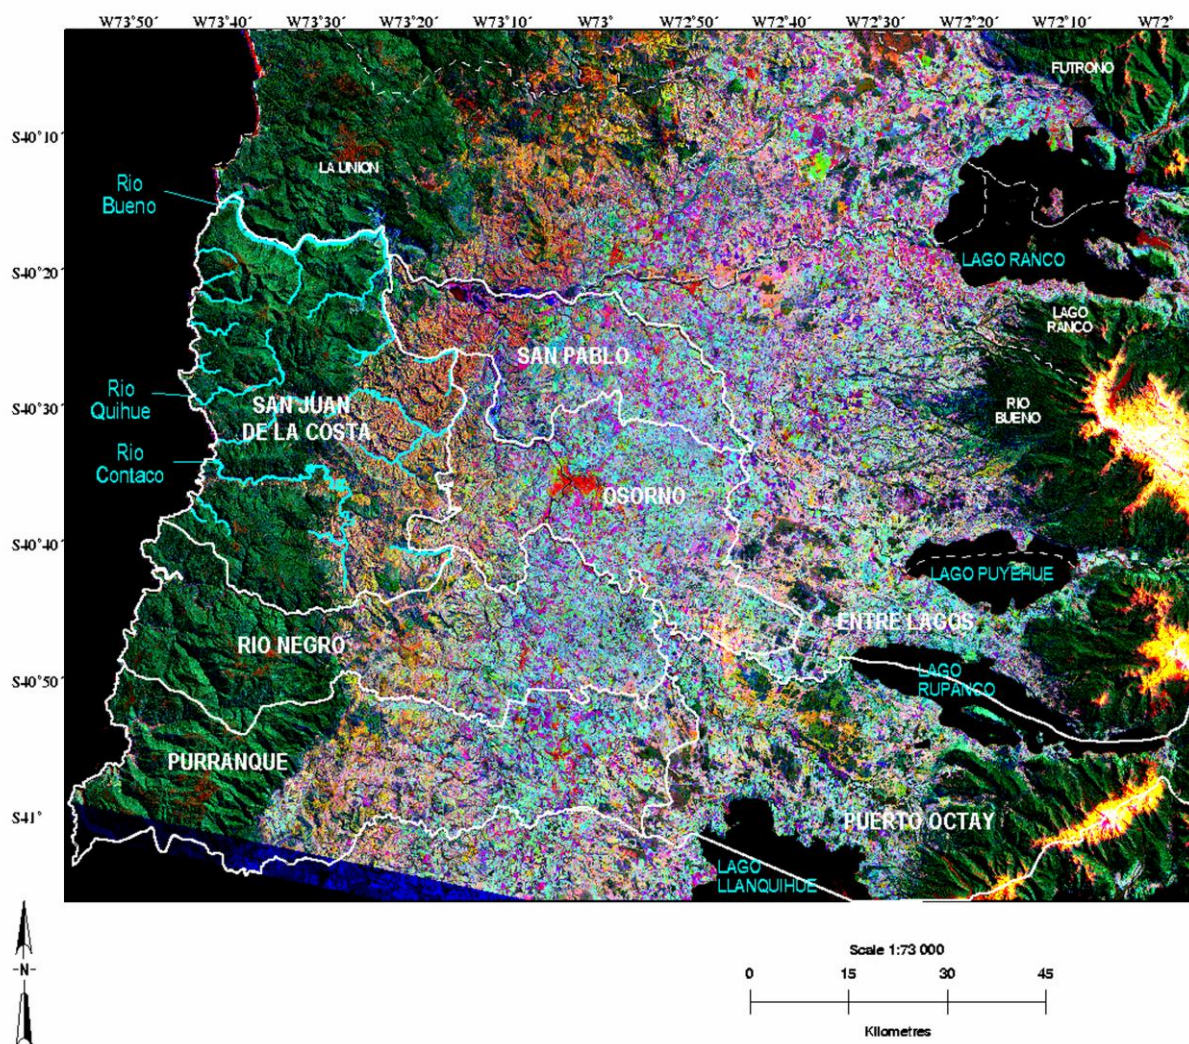 W73°50' W73°40' W73°30' W73°20' W73°10' W73° W72°50' W72°40' W72°30' W72°20' W72°10' W72°
FUTRONO
S40°10'
LA UNION
Rio
Bueno
LAGO RANCO
S40°20'
LAGO
RANCO
SAN PABLO
Rio
Quihue
S40°30'
SAN JUAN
DE LA COSTA
RIO
BUENO
Rio
Contaco
OSORNO
S40°40'
LAGO PUYEHUE
ENTRE LAGOS
RIO NEGRO
S40°50'
LAGO
RUPANCO
PURRANQUE
S41°
PUERTO OCTAY
LAGO
LLANQUIHUE
-N-
Scale 1:73 000
0 15 30 45
Kilometres